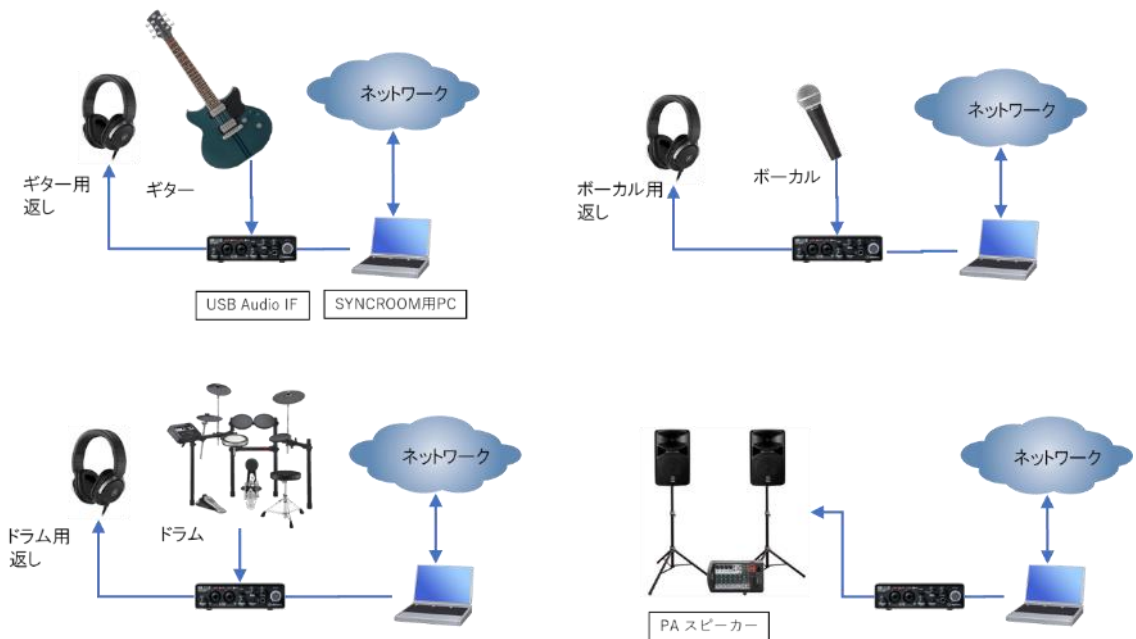 ネットワーク
ギター用
返し
ギター
USB Audio IF
SYNCROOM用PC
ネットワーク
ボーカル用
返し
ボーカル
ネットワーク
ドラム用
返し
ドラム
ネットワーク
PA スピーカー